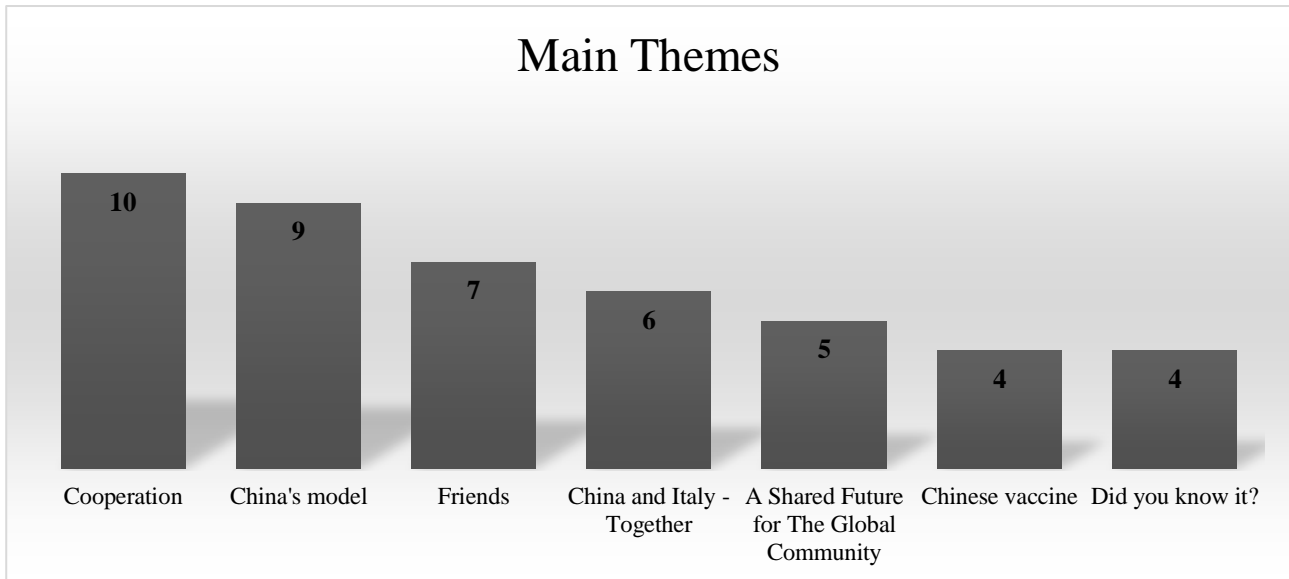 Main Themes
10
9
7
6
5
4
4
Cooperation
China's model
Friends
China and Italy -
Together
A Shared Future
for The Global
Community
Chinese vaccine
Did you know it?